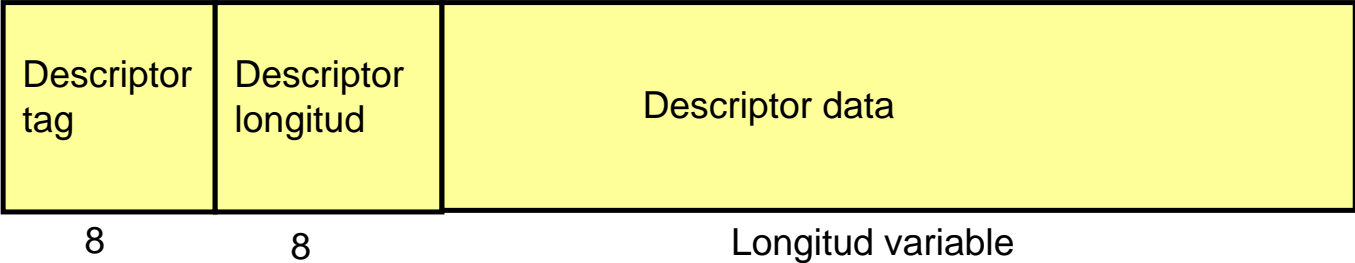 Descriptor
tag
Descriptor
longitud
Descriptor data
8
8
Longitud variable